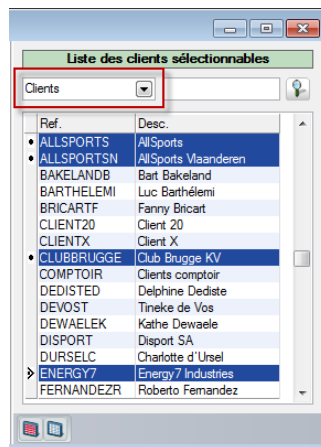 Liste des clients sélectionnables
Clients
Ref. Desc.
ALLSPORTS AllSports
ALLSPORTSN AllSports Vlaanderen
BAKELANDB Bart Bakeland
BARTHELEMI Luc Barthélemi
BRICARTF Fanny Bricart
CLIENT20 Client 20
CLIENTX Client X
CLUBBRUGGE Club Brugge KV
COMPTOIR Clients comptoir
DEDISTED Delphine Dediste
DEVOST Tineke de Vos
DEWAELEK Kathe Dewaele
DISPORT Disport SA
DURSELC Charlotte d'Ursel
ENERGY7 Energy7 Industries
FERNANDEZR Roberto Fernandez